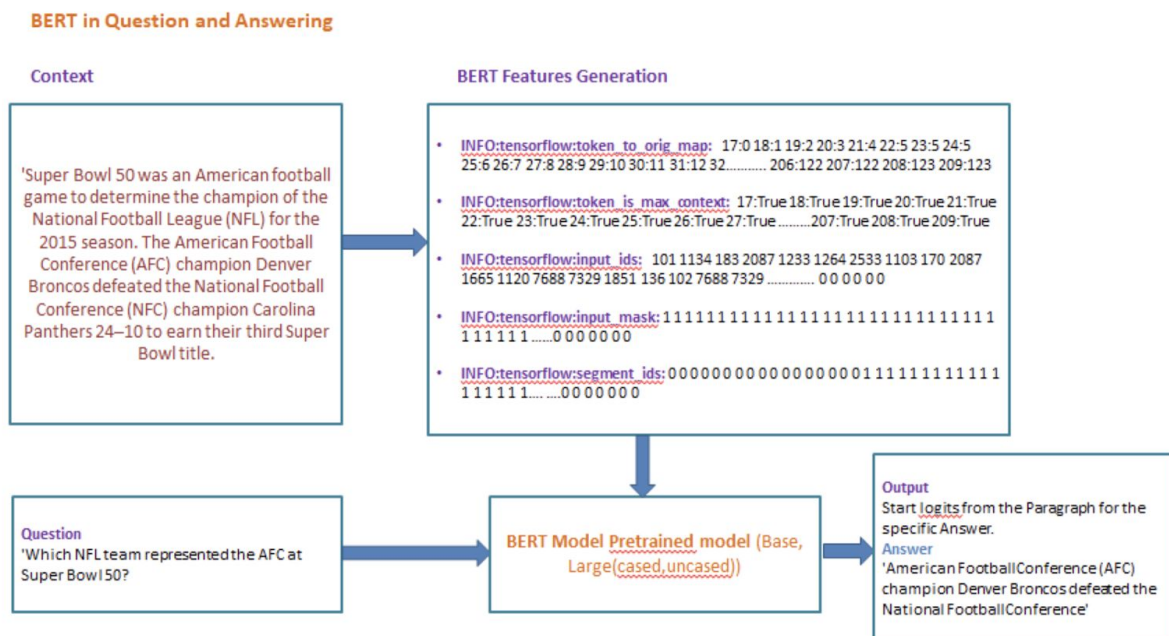 BERT in Question and Answering
Context
'Super Bowl 50 was an American football
game to determine the champion of the
National Football League (NFL) for the
2015 season. The American Football
Conference (AFC) champion Denver
Broncos defeated the National Football
Conference (NFC) champion Carolina
Panthers 24–10 to earn their third Super
Bowl title.
BERT Features Generation
• INFO:tensorflow:token_to_orig_map: 17:0 18:1 19:2 20:3 21:4 22:5 23:5 24:5
25:6 26:7 27:8 28:9 29:10 30:11 31:12 32........... 206:122 207:122 208:123 209:123
• INFO:tensorflow:token_is_max_context: 17:True 18:True 19:True 20:True 21:True
22:True 23:True 24:True 25:True 26:True 27:True .........207:True 208:True 209:True
• INFO:tensorflow:input_ids: 101 1134 183 2087 1233 1264 2533 1103 170 2087
1665 1120 7688 7329 1851 136 102 7688 7329 ............. 0 0 0 0 0 0
• INFO:tensorflow:input_mask: 1 1 1 1 1 1 1 1 1 1 1 1 1 1 1 1 1 1 1 1 1 1 1 1 1 1 1 1 1 1 1
1 1 1 1 1 1 ......0 0 0 0 0 0 0
• INFO:tensorflow:segment_ids: 0 0 0 0 0 0 0 0 0 0 0 0 0 0 0 0 0 0 1 1 1 1 1 1 1 1 1 1 1 1 1
1 1 1 1 1 1.... ....0 0 0 0 0 0 0
Question
'Which NFL team represented the AFC at
Super Bowl 50?
BERT Model Pretrained model (Base,
Large(cased,uncased))
Output
Start logits from the Paragraph for the
specific Answer.
Answer
'American Football Conference (AFC)
champion Denver Broncos defeated the
National Football Conference'